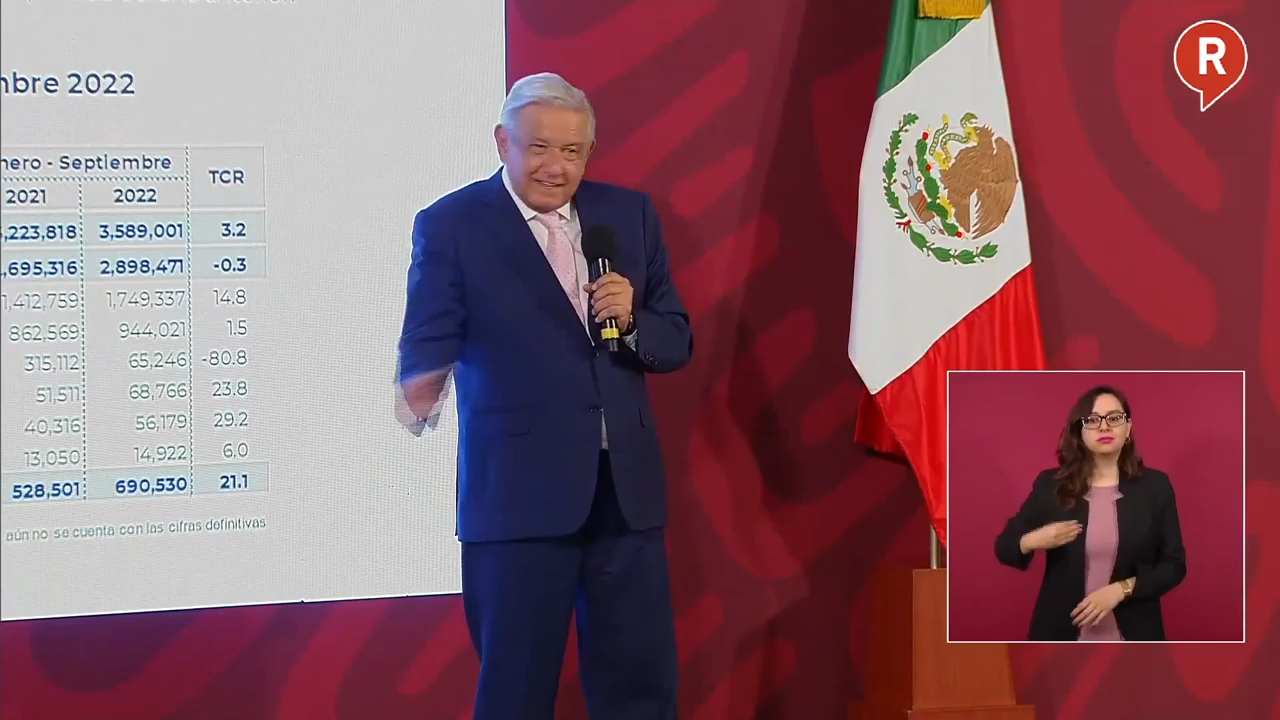 mbre 2022
nero - Septiembre TCR
2021 2022
,223,818 3,589,001 3.2
,695,316 2,898,471 -0.3
1,412,759 1,749,337 14.8
862,569 944,021 1.5
315,112 65,246 -80.8
51,511 68,766 23.8
40,316 56,179 29.2
13,050 14,922 6.0
528,501 690,530 21.1
aún no se cuenta con las cifras definitivas
R